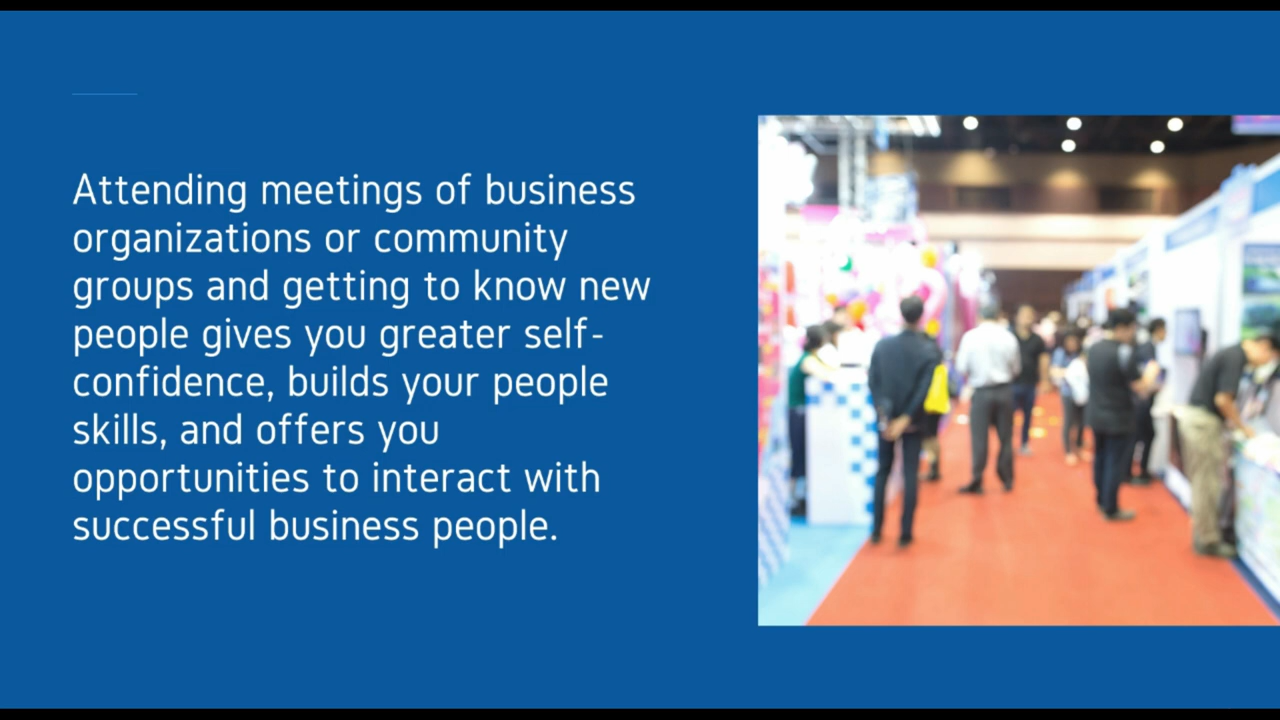 Attending meetings of business
organizations or community
groups and getting to know new
people gives you greater self-
confidence, builds your people
skills, and offers you
opportunities to interact with
successful business people.